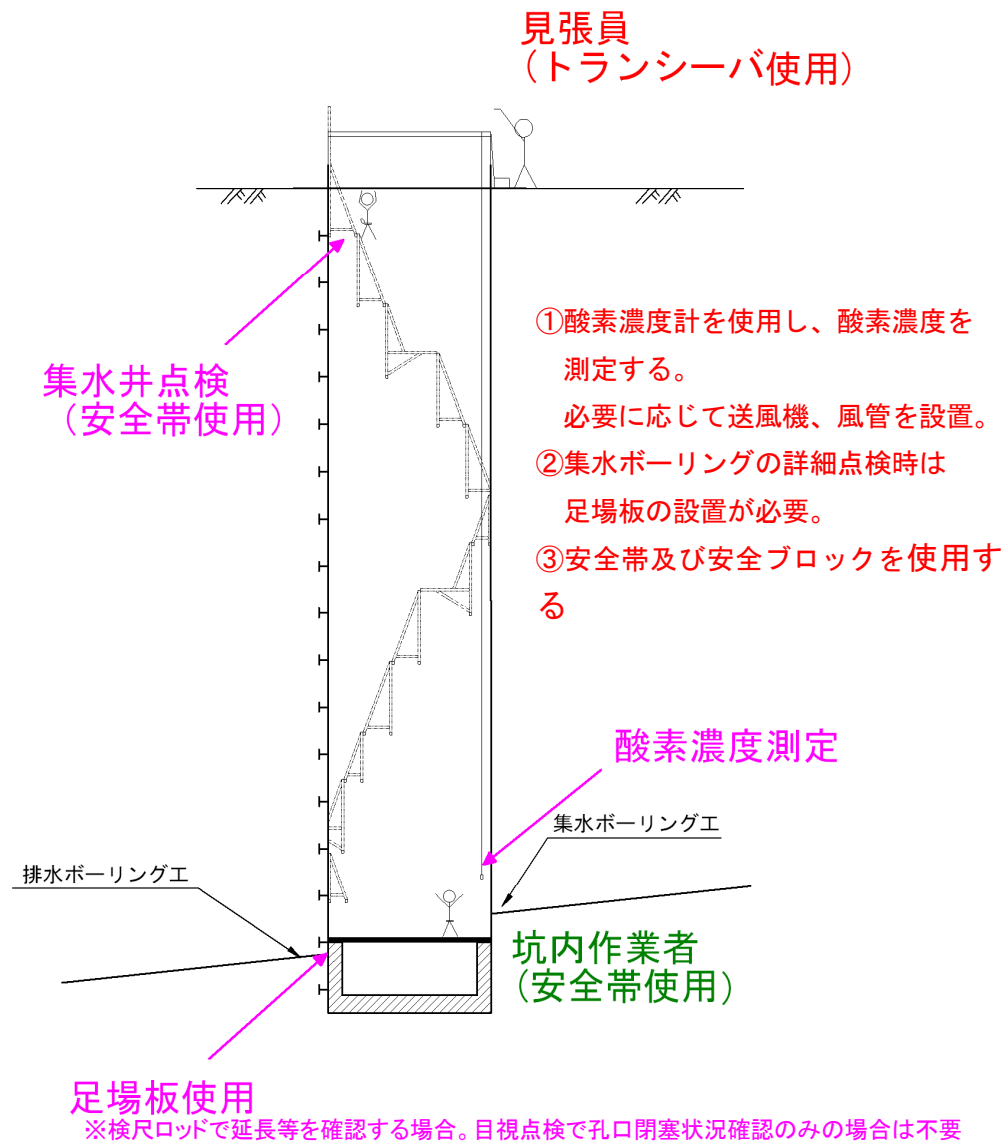 見張員
（トランシーバ使用）
集水井点検
（安全帯使用）
①酸素濃度計を使用し、酸素濃度を
測定する。
必要に応じて送風機、風管を設置。
②集水ボーリングの詳細点検時は
足場板の設置が必要。
③安全帯及び安全ブロックを使用す
る
酸素濃度測定
集水ボーリング工
排水ボーリング工
坑内作業者
（安全帯使用）
足場板使用
※検尺ロッドで延長等を確認する場合。目視点検で孔口閉塞状況確認のみの場合は不要